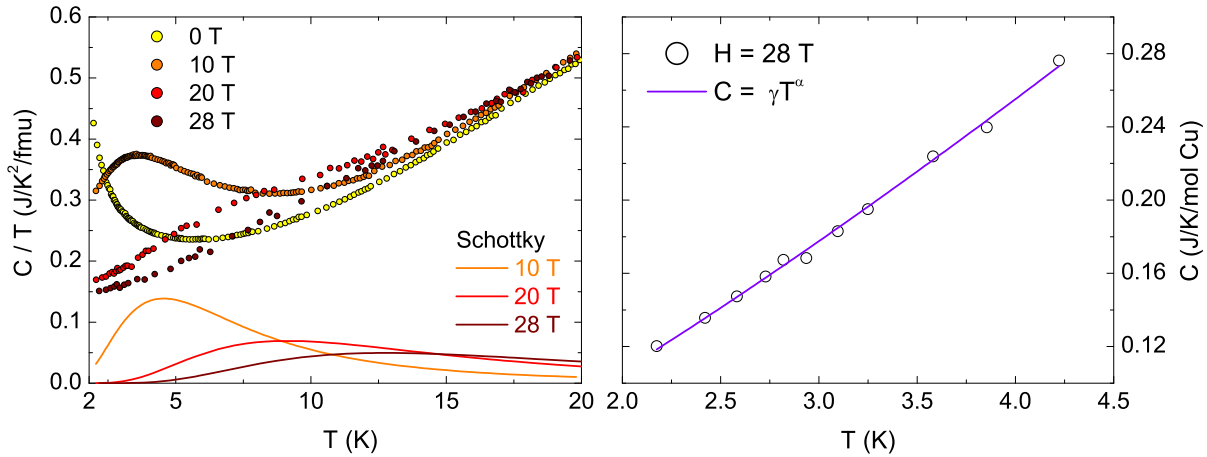 0.6
0.5
0.4
0.3
0.2
0.1
0.0
C / T (J/K²/fmu)
0 T
10 T
20 T
28 T
Schottky
10 T
20 T
28 T
2 5 10 15 20
T (K)
H = 28 T
C = γT^α
0.28
0.24
0.20
0.16
0.12
C (J/K/mol Cu)
2.0 2.5 3.0 3.5 4.0 4.5
T (K)